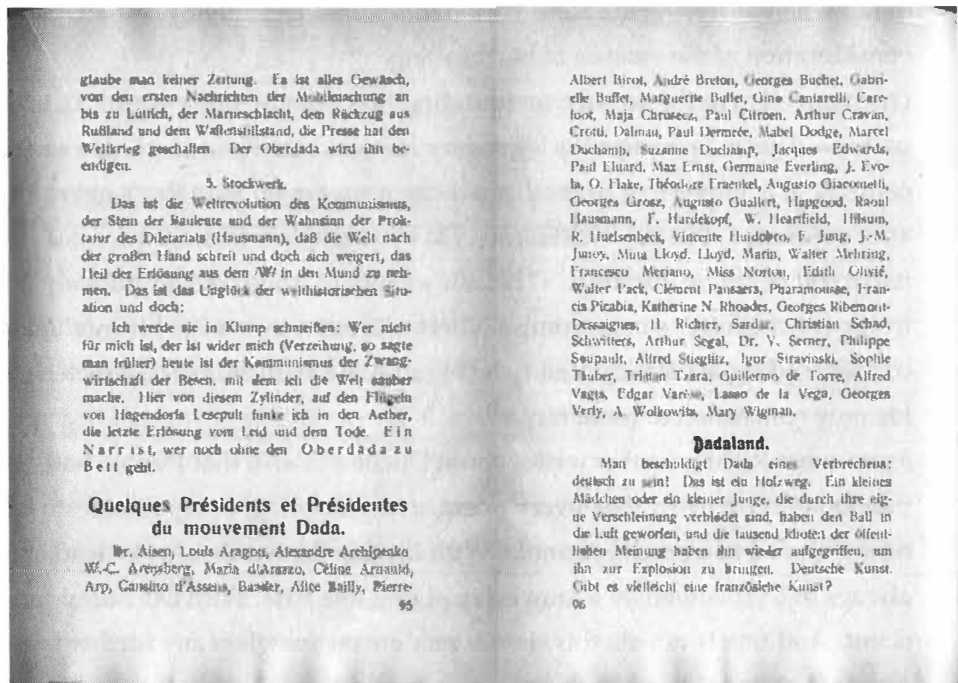 glaube man keiner Zeitung. Es ist alles Gewäsch,
von den ersten Nachrichten der Mobilmachung an
bis zu Lüttich, der Marneschlacht, dem Rückzug aus
Rußland und dem Waffenstillstand, die Presse hat den
Weltkrieg geschaffen. Der Oberdada wird ihn be-
endigen.
5. Stockwerk.
Das ist die Weltrevolution des Kommunismus,
der Stein der Bauleute und der Wahnsinn der Prok-
tatur des Diletariats (Hausmann), daß die Welt nach
der großen Hand schreit und doch sich weigert, das
Heil der Erlösung aus dem /W/ in den Mund zu neh-
men. Das ist das Unglück der welthistorischen Situ-
ation und doch:
Ich werde sie in Klump schmeißen: Wer nicht
für mich ist, der ist wider mich (Verzeihung, so sagte
man früher) heute ist der Kommunismus der Zwang-
wirtschaft der Besen, mit dem ich die Welt sauber
mache. Hier von diesem Zylinder, auf den Flügeln
von Hagendorfs Lesepult funke ich in den Aether,
die letzte Erlösung vom Leid und dem Tode. Ein
Narr ist, wer noch ohne den Oberdada zu
Bett geht.
Quelques Présidents et Présidentes
du mouvement Dada.
Dr. Aisen, Louis Aragon, Alexandre Archipenko
W.-C. Arensberg, Maria d'Arezzo, Céline Arnauld,
Arp, Cansino d'Assens, Baader, Alice Bailly, Pierre-
95
Albert Birot, André Breton, Georges Buchet, Gabri-
elle Buffet, Marguerite Buffet, Gino Cantarelli, Care-
foot, Maja Chrusecz, Paul Citroen, Arthur Cravan,
Crotti, Dalmau, Paul Dermée, Mabel Dodge, Marcel
Duchamp, Suzanne Duchamp, Jacques Edwards,
Paul Eluard, Max Ernst, Germaine Everling, J. Evo-
la, O. Flake, Théodore Fraenkel, Augusto Giacometti,
Georges Grosz, Augusto Guallert, Hapgood, Raoul
Hausmann, F. Hardekopf, W. Heartfield, Hilsum,
R. Huelsenbeck, Vincente Huidobro, F. Jung, J.-M.
Junoy, Mina Lloyd, Lloyd, Marin, Walter Mehring,
Francesco Meriano, Miss Norton, Edith Olivié,
Walter Pack, Clément Pansaers, Pharamousse, Fran-
cis Picabia, Katherine N. Rhoades, Georges Ribemont-
Dessaignes, H. Richter, Sardar, Christian Schad,
Schwitters, Arthur Segal, Dr. V. Serner, Philippe
Soupault, Alfred Stieglitz, Igor Stravinski, Sophie
Täuber, Tristan Tzara, Guillermo de Torre, Alfred
Vagts, Edgar Varèse, Lasso de la Vega, Georges
Verly, A. Wolkowits, Mary Wigman.
Dadaland.
Man beschuldigt Dada eines Verbrechens:
deutsch zu sein! Das ist ein Holzweg. Ein kleines
Mädchen oder ein kleiner Junge, die durch ihre eig-
ne Verschleimung verblödet sind, haben den Ball in
die Luft geworfen, und die tausend Idioten der öffent-
lichen Meinung haben ihn wieder aufgegriffen, um
ihn zur Explosion zu bringen. Deutsche Kunst.
Gibt es vielleicht eine französiche Kunst?
96